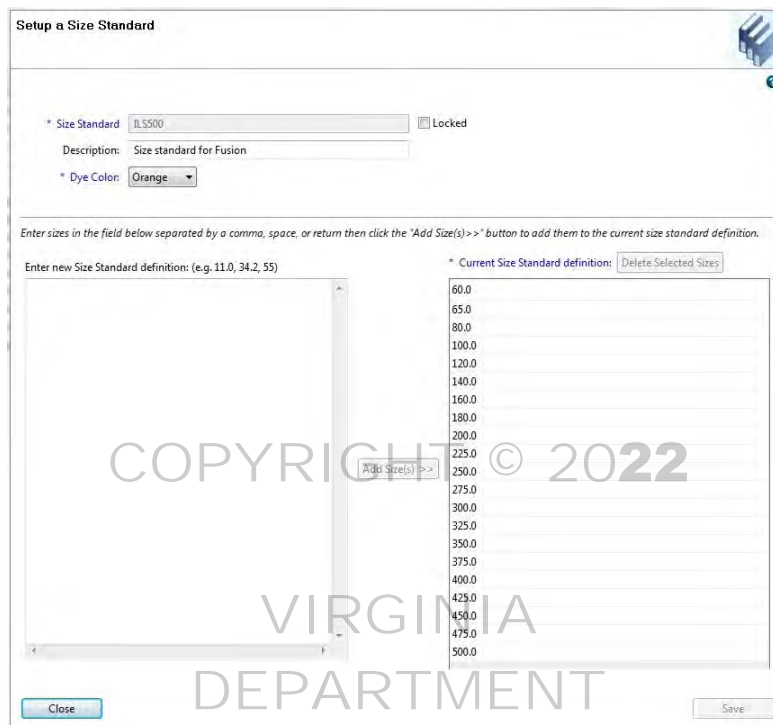 Setup a Size Standard
* Size Standard ILS500 Locked
Description: Size standard for Fusion
* Dye Color: Orange
Enter sizes in the field below separated by a comma, space, or return then click the "Add Size(s)>>" button to add them to the current size standard definition.
Enter new Size Standard definition: (e.g. 11.0, 34.2, 55)
* Current Size Standard definition: Delete Selected Sizes
60.0
65.0
80.0
100.0
120.0
140.0
160.0
180.0
200.0
225.0
250.0
275.0
300.0
325.0
350.0
375.0
400.0
425.0
450.0
475.0
500.0
Add Size(s) >>
COPYRIGHT © 2022
VIRGINIA
DEPARTMENT
Close
Save